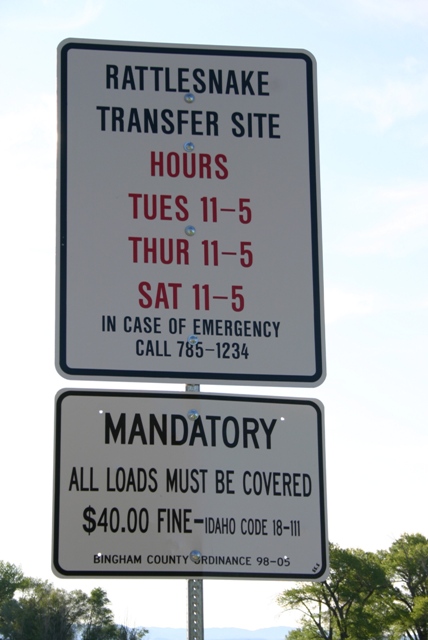 RATTLESNAKE
TRANSFER SITE
HOURS
TUES 11-5
THUR 11-5
SAT 11-5
IN CASE OF EMERGENCY
CALL 785-1234
MANDATORY
ALL LOADS MUST BE COVERED
$40.00 FINE-IDAHO CODE 18-111
BINGHAM COUNTY ORDINANCE 98-05